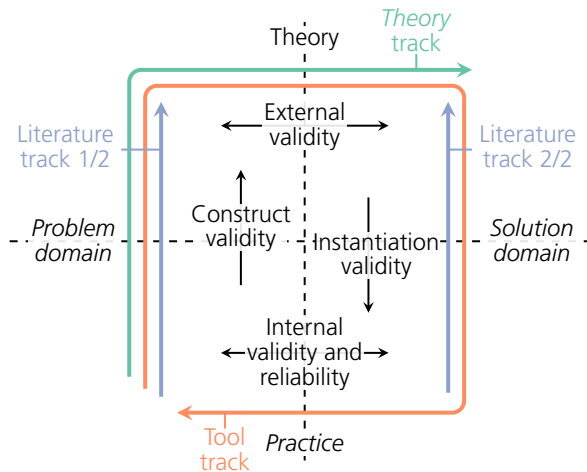 Theory
Theory
track
External
validity
Literature
track 1/2
Literature
track 2/2
Construct
validity
Problem
domain
Instantiation
validity
Solution
domain
Internal
validity and
reliability
Tool
track
Practice